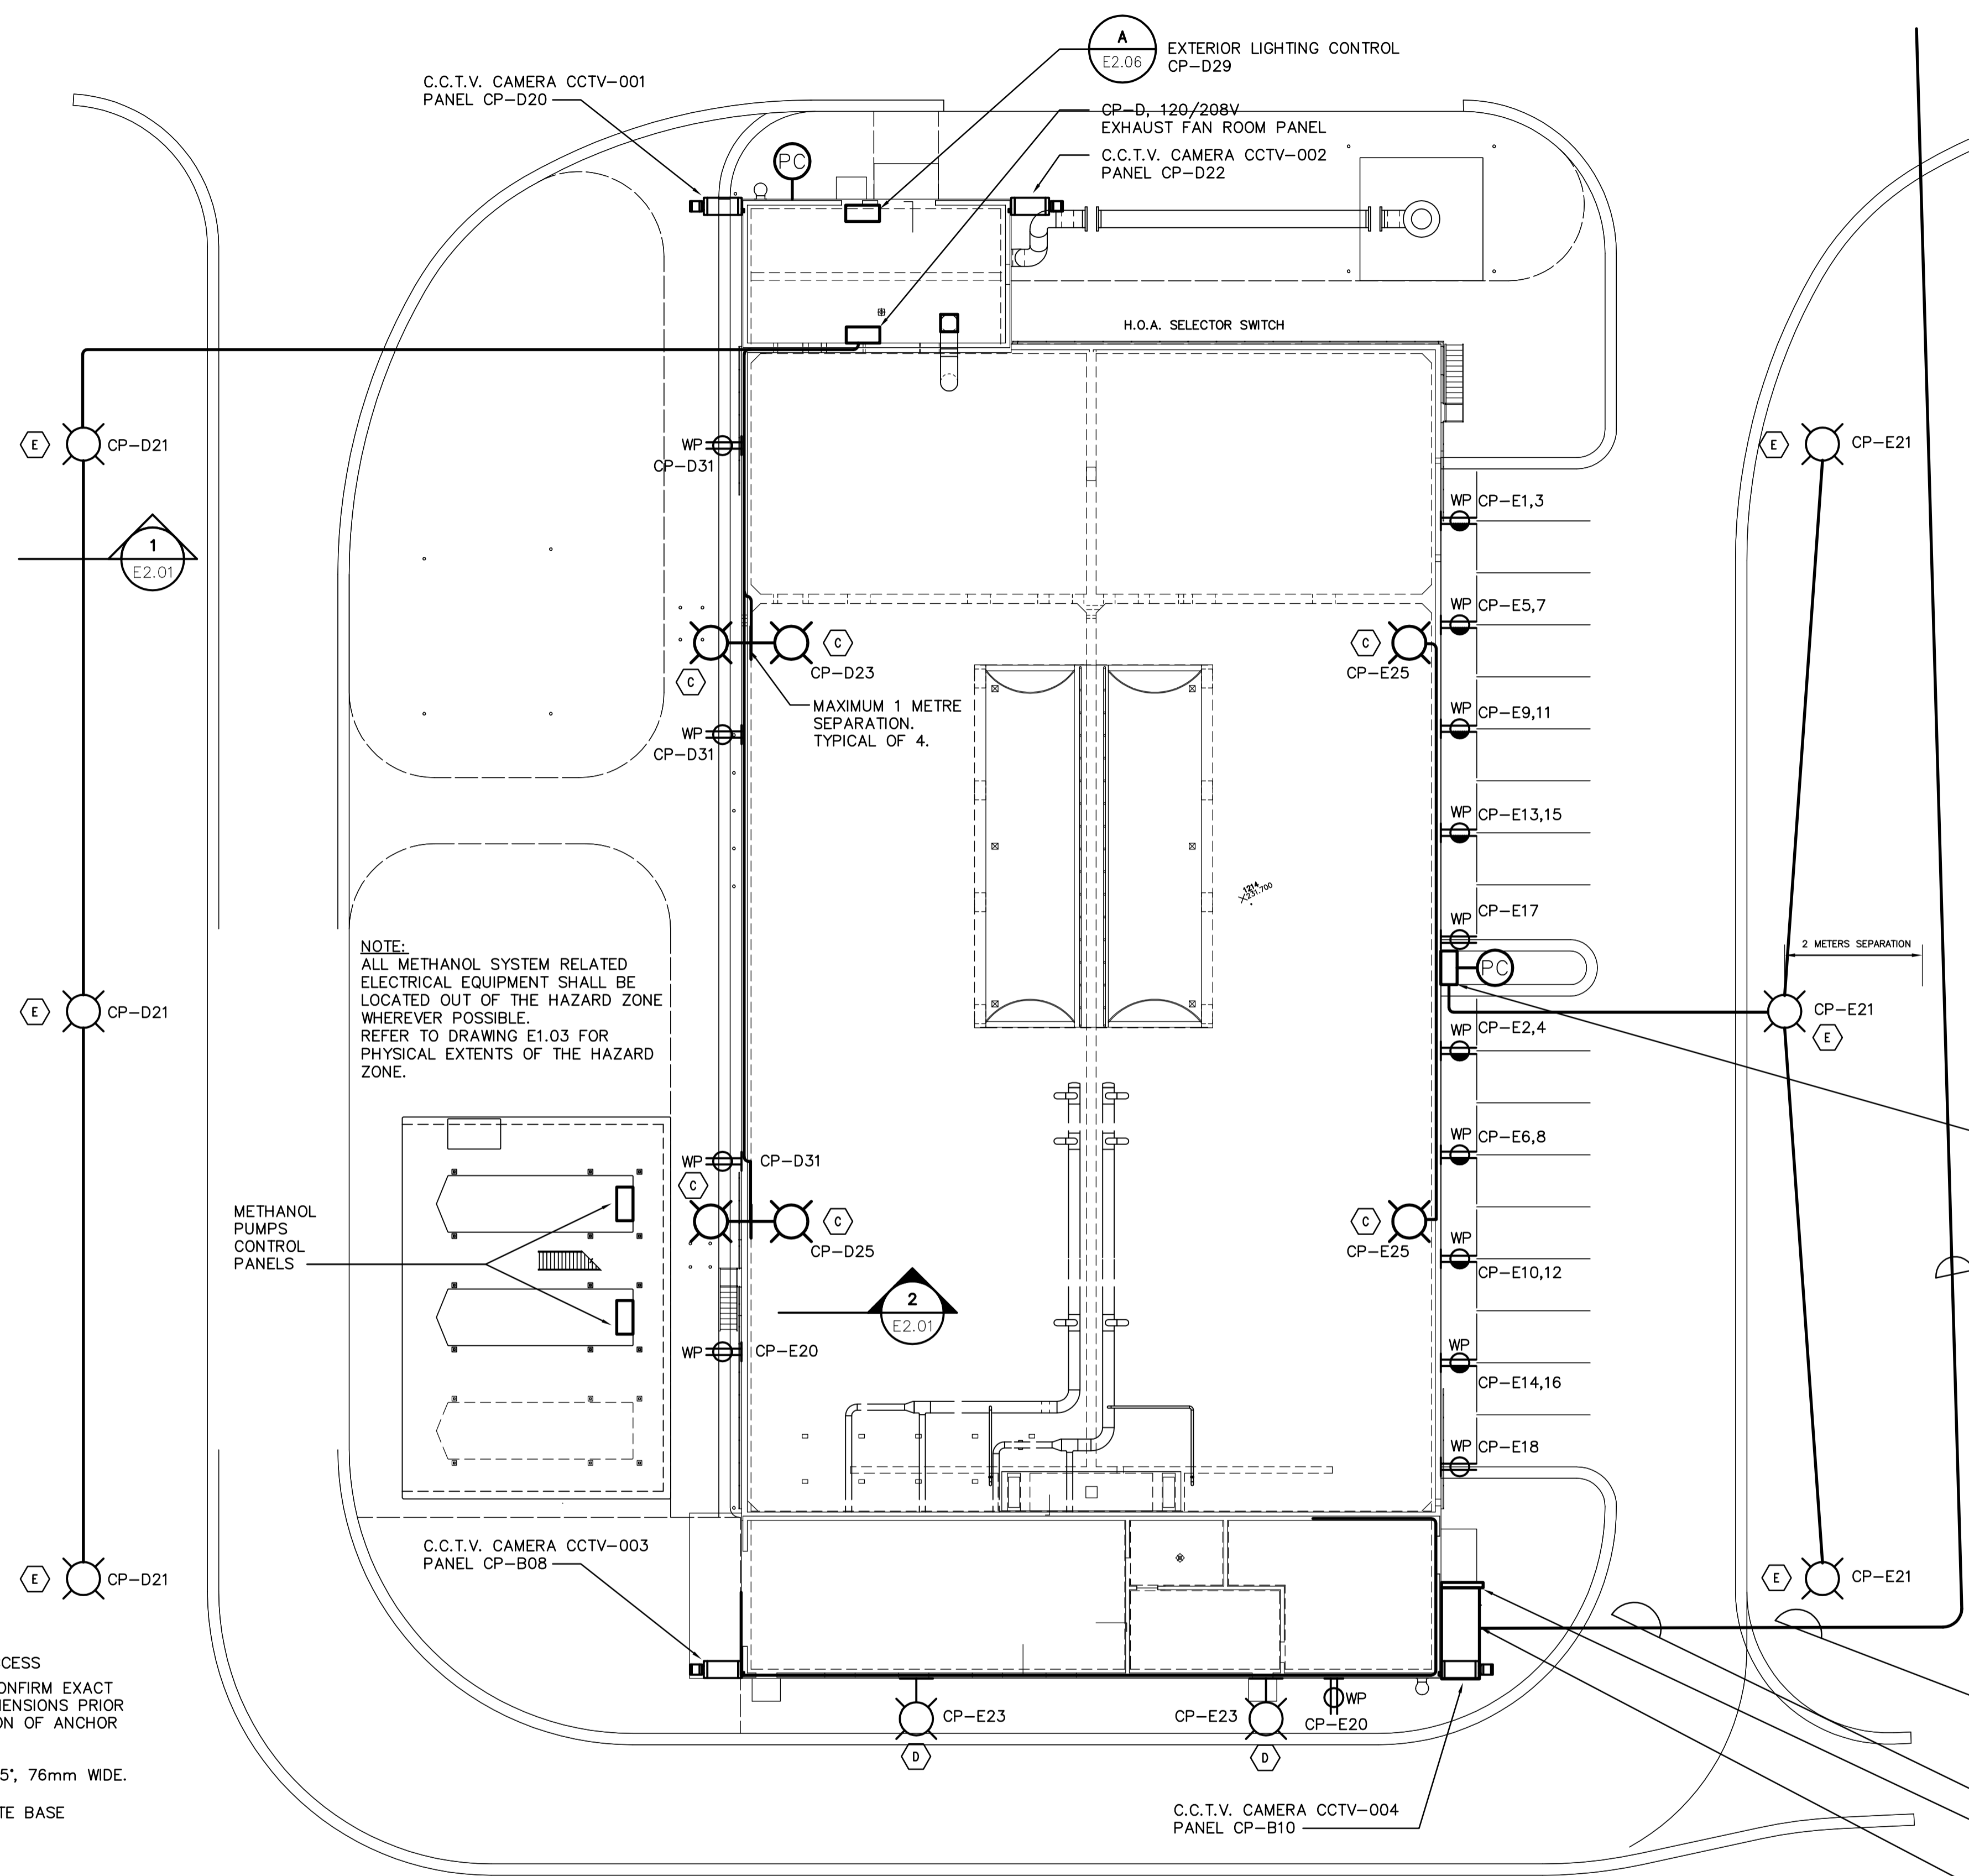 A
E2.06
EXTERIOR LIGHTING CONTROL
CP-D29
C.C.T.V. CAMERA CCTV-001
PANEL CP-D20
CP-D, 120/208V
EXHAUST FAN ROOM PANEL
C.C.T.V. CAMERA CCTV-002
PANEL CP-D22
PC
H.O.A. SELECTOR SWITCH
E
CP-D21
WP
CP-D31
E
CP-E21
WP CP-E1,3
1
E2.01
WP CP-E5,7
C
CP-D23
C
C
CP-E25
MAXIMUM 1 METRE
SEPARATION.
TYPICAL OF 4.
WP CP-E9,11
WP
CP-D31
WP CP-E13,15
1214
231.700
WP CP-E17
PC
2 METERS SEPARATION
NOTE:
ALL METHANOL SYSTEM RELATED
ELECTRICAL EQUIPMENT SHALL BE
LOCATED OUT OF THE HAZARD ZONE
WHEREVER POSSIBLE.
REFER TO DRAWING E1.03 FOR
PHYSICAL EXTENTS OF THE HAZARD
ZONE.
E
CP-D21
CP-E21
E
WP CP-E2,4
WP CP-E6,8
WP
CP-D31
C
METHANOL
PUMPS
CONTROL
PANELS
C
CP-D25
C
CP-E25
WP
CP-E10,12
2
E2.01
WP
CP-E20
WP
CP-E14,16
WP CP-E18
C.C.T.V. CAMERA CCTV-003
PANEL CP-B08
E
CP-D21
E
CP-E21
CESS
ONFIRM EXACT
MENSIONS PRIOR
ON OF ANCHOR
5°, 76mm WIDE.
TE BASE
CP-E23
D
CP-E23
D
WP
CP-E20
C.C.T.V. CAMERA CCTV-004
PANEL CP-B10